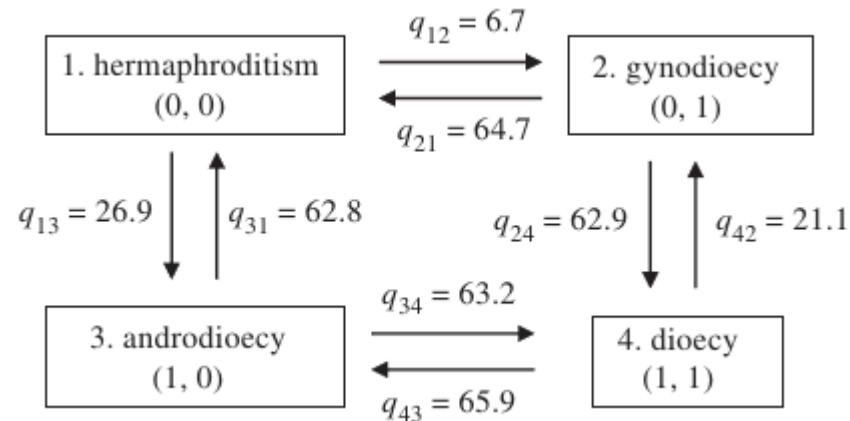 q12 = 6.7
1. hermaphroditism
(0, 0)
2. gynodioecy
(0, 1)
q21 = 64.7
q13 = 26.9
q31 = 62.8
q24 = 62.9
q42 = 21.1
q34 = 63.2
3. androdioecy
(1, 0)
4. dioecy
(1, 1)
q43 = 65.9